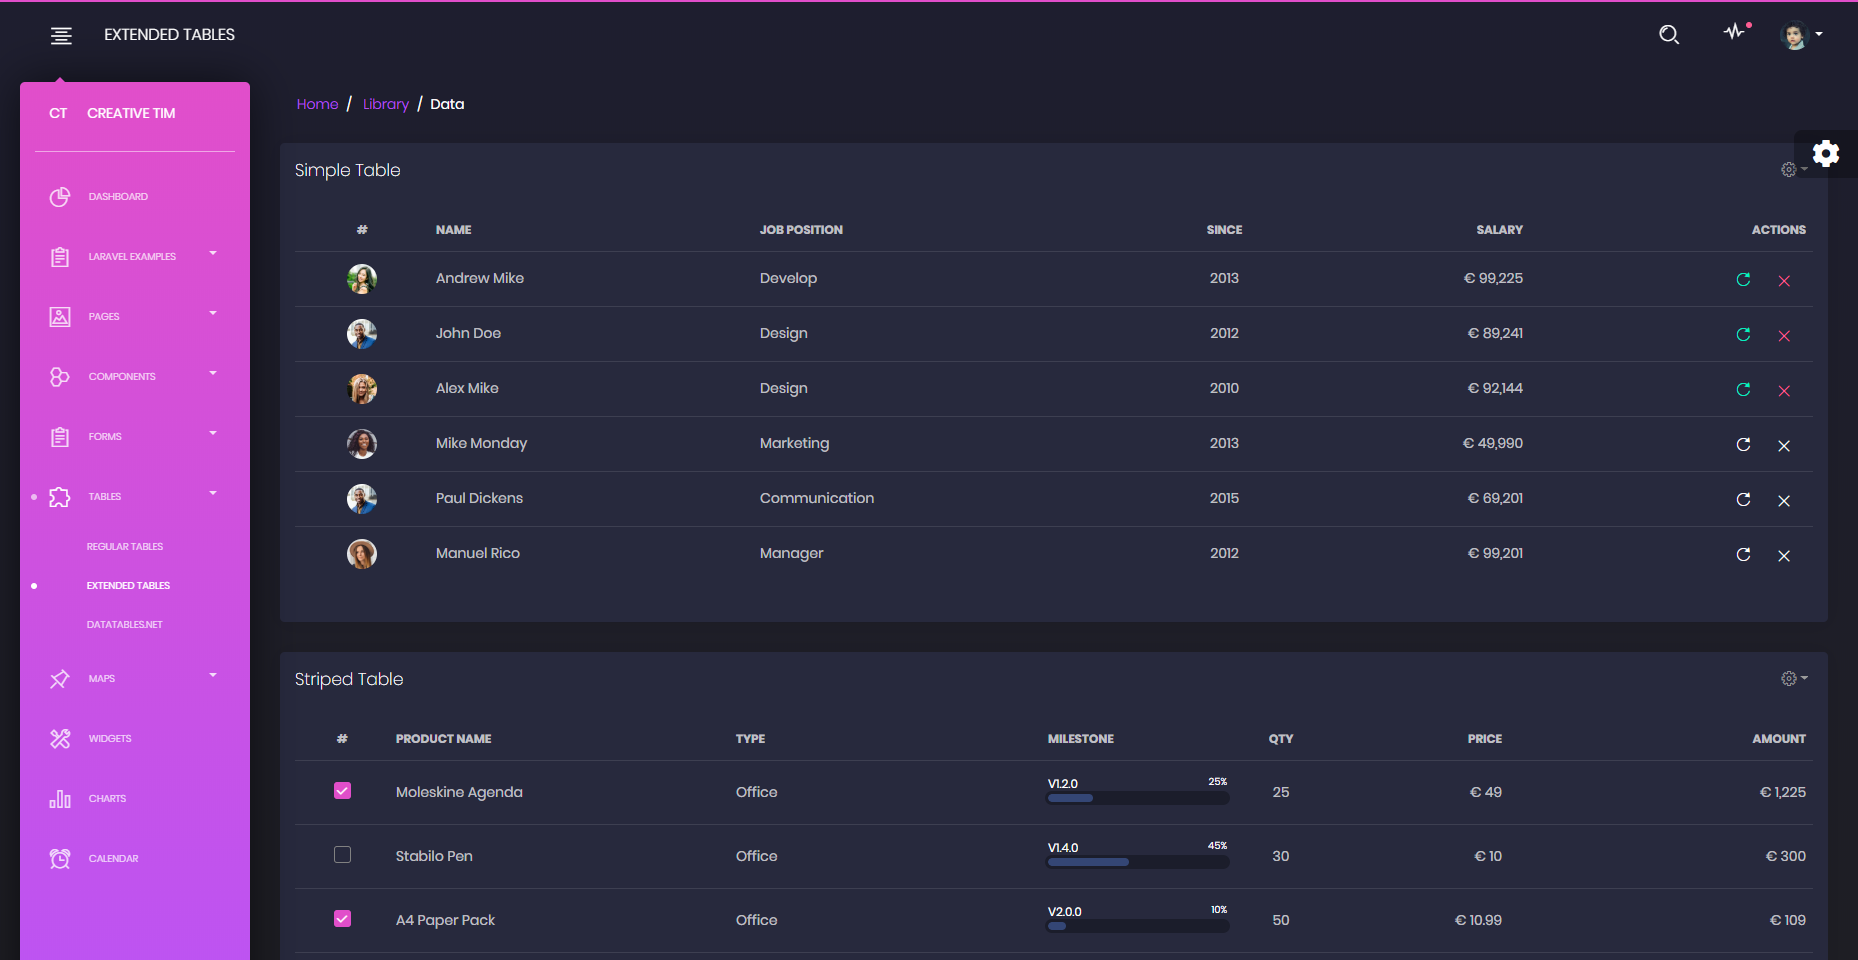 EXTENDED TABLES
CT CREATIVE TIM
DASHBOARD
LARAVEL EXAMPLES
PAGES
COMPONENTS
FORMS
TABLES
REGULAR TABLES
EXTENDED TABLES
DATATABLES.NET
MAPS
WIDGETS
CHARTS
CALENDAR
Home / Library / Data
Simple Table
# NAME JOB POSITION SINCE SALARY ACTIONS
Andrew Mike Develop 2013 € 99,225
John Doe Design 2012 € 89,241
Alex Mike Design 2010 € 92,144
Mike Monday Marketing 2013 € 49,990
Paul Dickens Communication 2015 € 69,201
Manuel Rico Manager 2012 € 99,201
Striped Table
# PRODUCT NAME TYPE MILESTONE QTY PRICE AMOUNT
Moleskine Agenda Office V1.2.0 25% 25 € 49 € 1,225
Stabilo Pen Office V1.4.0 45% 30 € 10 € 300
A4 Paper Pack Office V2.0.0 10% 50 € 10.99 € 109